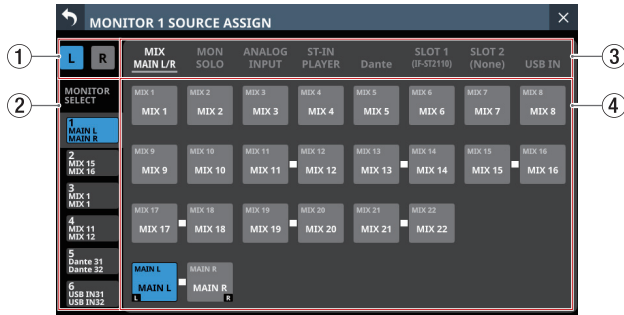 MONITOR 1 SOURCE ASSIGN
1
L R
MIX
MAIN L/R
MON
SOLO
ANALOG
INPUT
ST-IN
PLAYER
Dante
SLOT 1
(IF-ST2110)
SLOT 2
(None)
USB IN
3
2
MONITOR
SELECT
1
MAIN L
MAIN R
2
MIX 15
MIX 16
3
MIX 1
MIX 1
4
MIX 11
MIX 12
5
Dante 31
Dante 32
6
USB IN31
USB IN32
MIX 1 MIX 2 MIX 3 MIX 4 MIX 5 MIX 6 MIX 7 MIX 8
MIX 1 MIX 2 MIX 3 MIX 4 MIX 5 MIX 6 MIX 7 MIX 8
4
MIX 9 MIX 10 MIX 11 MIX 12 MIX 13 MIX 14 MIX 15 MIX 16
MIX 9 MIX 10 MIX 11 MIX 12 MIX 13 MIX 14 MIX 15 MIX 16
MIX 17 MIX 18 MIX 19 MIX 20 MIX 21 MIX 22
MIX 17 MIX 18 MIX 19 MIX 20 MIX 21 MIX 22
MAIN L MAIN R
MAIN L MAIN R
L R